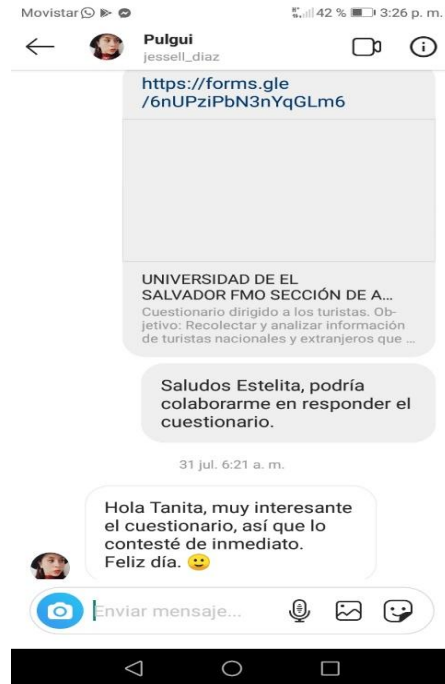 Movistar 42 % 3:26 p. m.
Pulgui
jessell_diaz
https://forms.gle
/6nUPziPbN3nYqGLm6
UNIVERSIDAD DE EL
SALVADOR FMO SECCIÓN DE A...
Cuestionario dirigido a los turistas. Ob-
jetivo: Recolectar y analizar información
de turistas nacionales y extranjeros que ...
Saludos Estelita, podría
colaborarme en responder el
cuestionario.
31 jul. 6:21 a. m.
Hola Tanita, muy interesante
el cuestionario, así que lo
contesté de inmediato.
Feliz día. 🙂
Enviar mensaje...